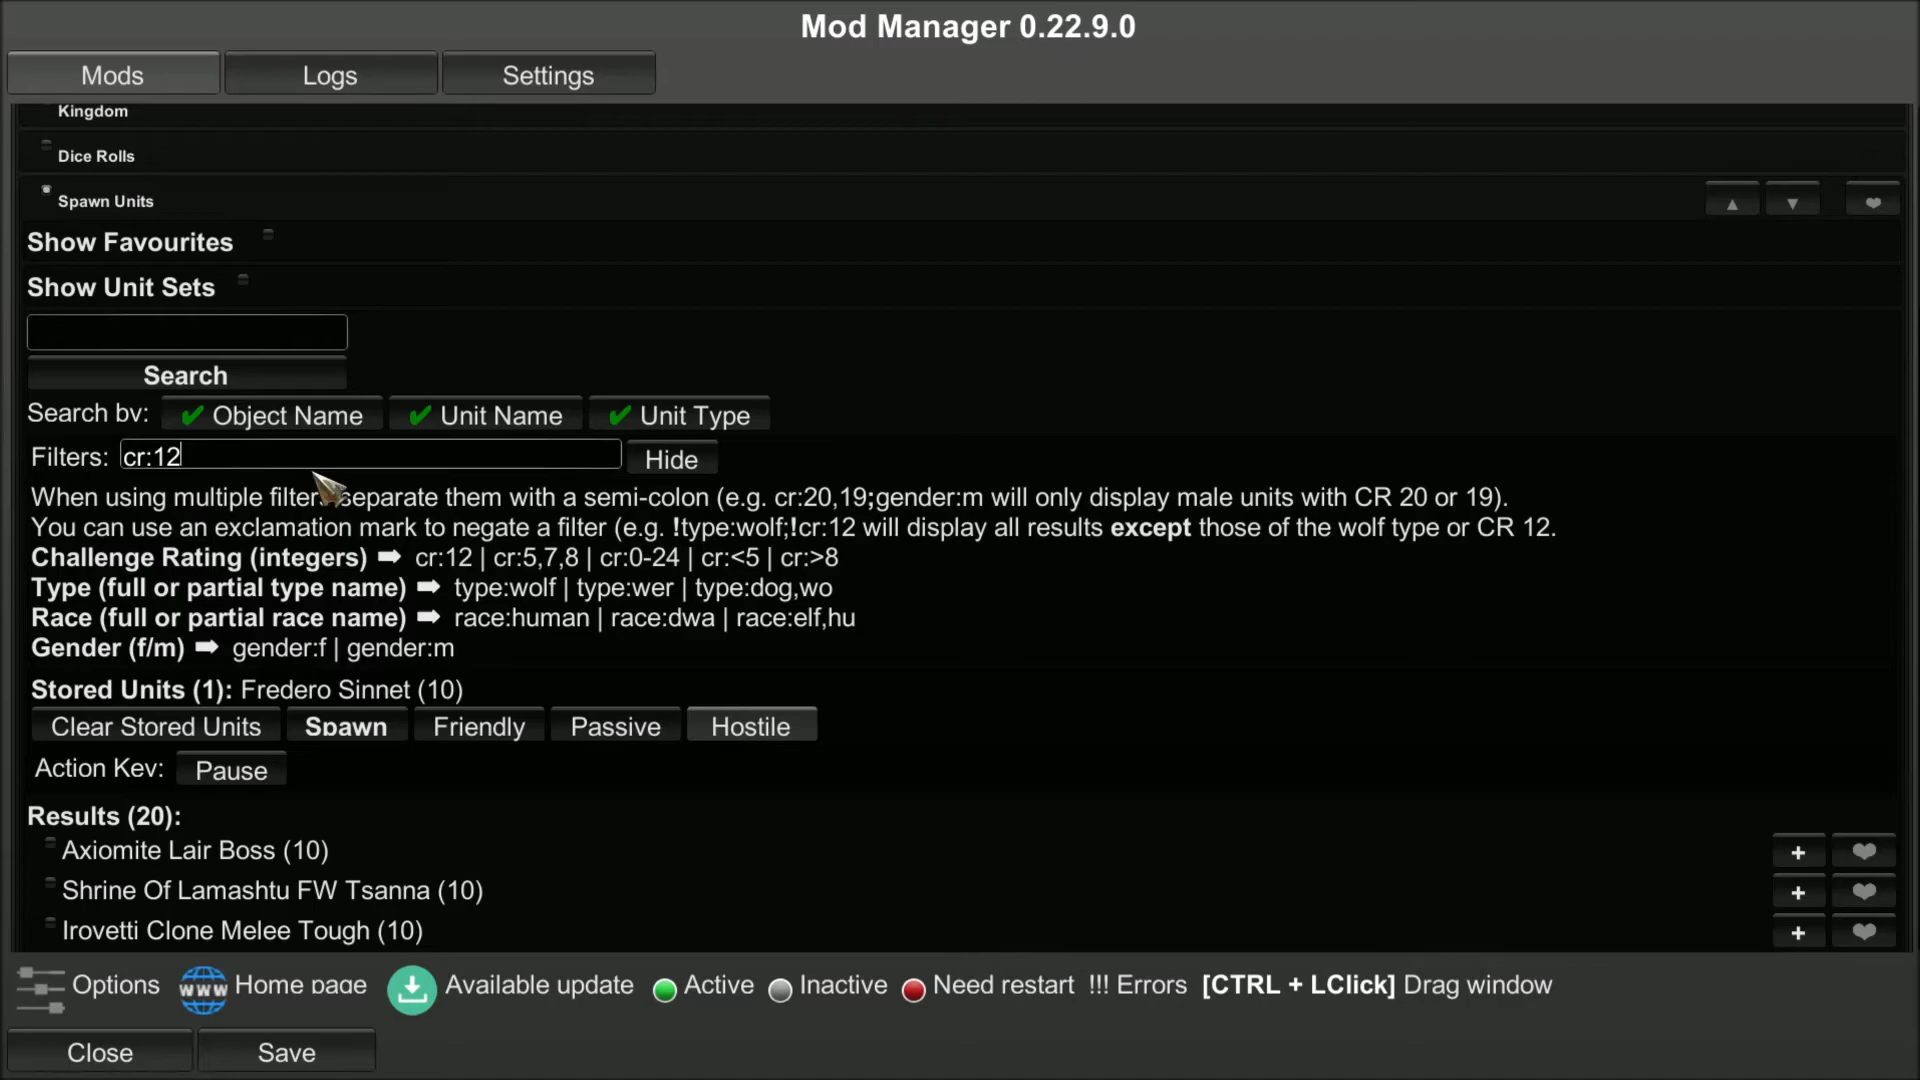 Mod Manager 0.22.9.0
Mods Logs Settings
Kingdom
Dice Rolls
Spawn Units ▲ ▼ ❤
Show Favourites
Show Unit Sets
Search
Search by: ✔ Object Name ✔ Unit Name ✔ Unit Type
Filters: cr:12 Hide
When using multiple filters separate them with a semi-colon (e.g. cr:20,19;gender:m will only display male units with CR 20 or 19).
You can use an exclamation mark to negate a filter (e.g. !type:wolf;!cr:12 will display all results except those of the wolf type or CR 12.
Challenge Rating (integers) ➡ cr:12 | cr:5,7,8 | cr:0-24 | cr:<5 | cr:>8
Type (full or partial type name) ➡ type:wolf | type:wer | type:dog,wo
Race (full or partial race name) ➡ race:human | race:dwa | race:elf,hu
Gender (f/m) ➡ gender:f | gender:m
Stored Units (1): Fredero Sinnet (10)
Clear Stored Units Spawn Friendly Passive Hostile
Action Key: Pause
Results (20):
Axiomite Lair Boss (10) + ❤
Shrine Of Lamashtu FW Tsanna (10) + ❤
Irovetti Clone Melee Tough (10) + ❤
Options www Home page Available update Active Inactive Need restart !!! Errors [CTRL + LClick] Drag window
Close Save